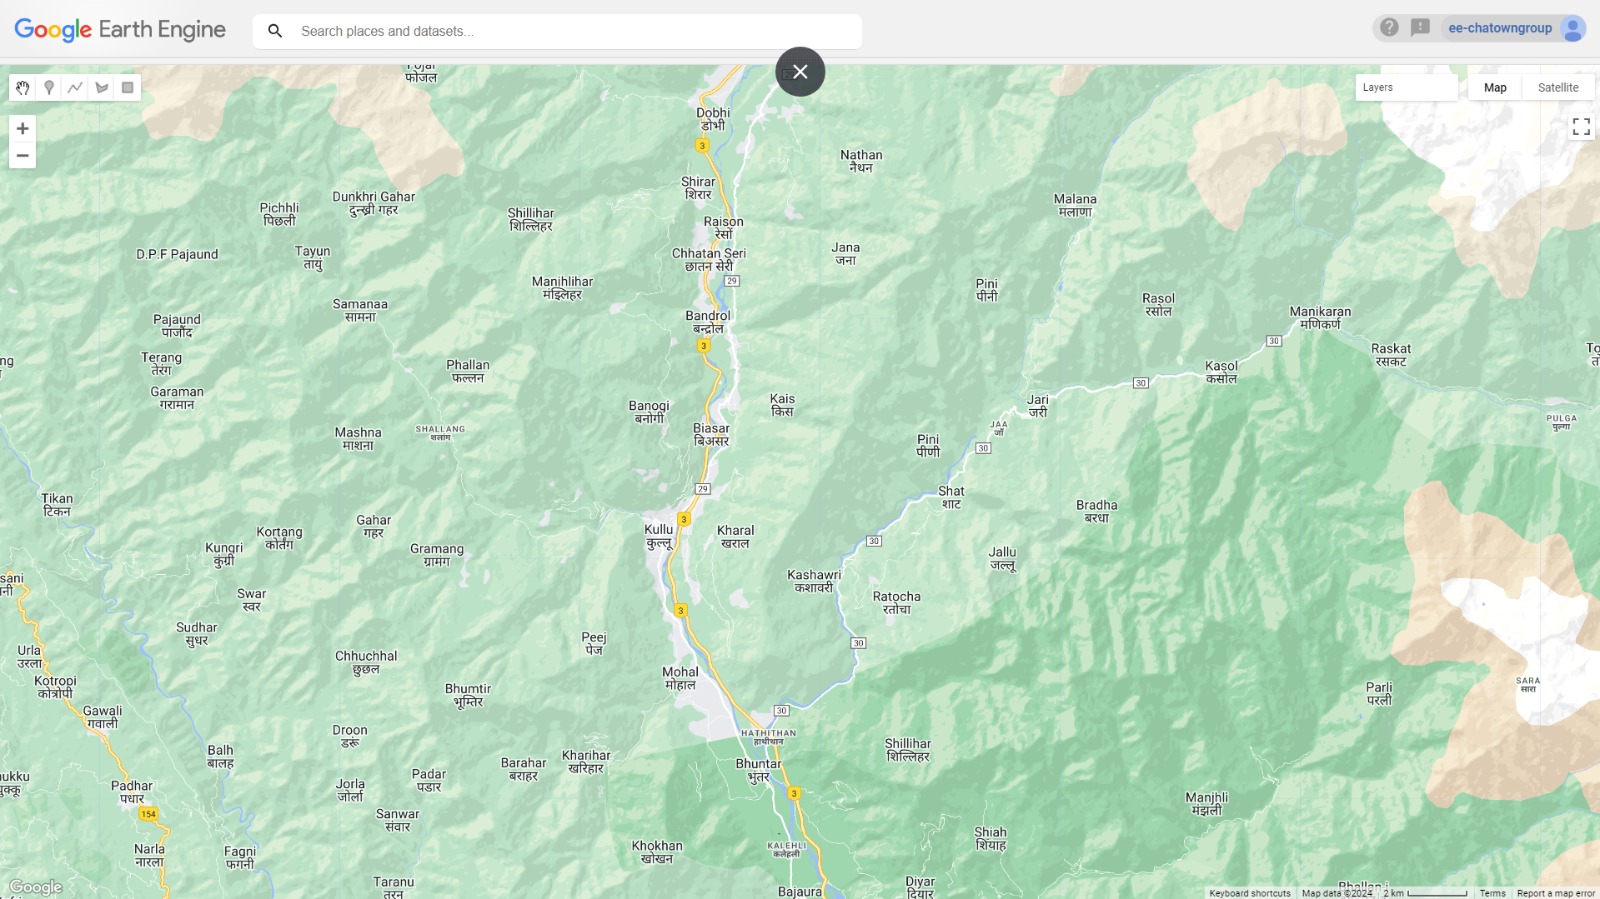 Google Earth Engine
Search places and datasets...
ee-chatowngroup
Layers
Map
Satellite
फोजल
Dobhi
डोभी
3
Nathan
नैथन
Shirar
शिरार
Dunkhri Gahar
दुन्ख्री गहर
Malana
मलाणा
Pichhli
पिछली
Shillihar
शिल्लिहर
Raison
रेसों
D.P.F Pajaund
Tayun
तायुं
Chhatan Seri
छातन सेरी
Jana
जना
29
Manihlihar
मंझ्लिहर
Pini
पीनी
Rasol
रसोल
Samanaa
सामना
Manikaran
मणिकर्ण
Pajaund
पाजौंद
Bandrol
बन्द्रोल
3
30
Raskat
रसकट
Terang
तेरंग
Phallan
फल्लन
Kasol
कसोल
30
Garaman
गरामान
Banogi
बनोगी
Kais
किस
Jari
जरी
PULGA
पुल्गा
Mashna
माशना
SHALLANG
शलांग
Biasar
बिअसर
JAA
जाँ
Pini
पीणी
30
29
Shat
शाट
Tikan
टिकन
Bradha
बरधा
Gahar
गहर
Kullu
कुल्लू
3
Kharal
खराल
Kortang
कोर्तंग
30
Kungri
कुंग्री
Gramang
ग्रामंग
Jallu
जल्लू
Kashawri
कशावरी
sani
नी
Swar
स्वर
Ratocha
रतोचा
3
Sudhar
सुधर
Peej
पेज
30
Urla
उरला
Chhuchhal
छुछल
Mohal
मोहाल
Kotropi
कोत्रोपी
Bhumtir
भूम्तिर
SARA
सारा
Parli
परली
Gawali
गवाली
30
Droon
डरूं
HATHITHAN
हाथीथान
Balh
बालह
Shillihar
शिल्लिहर
Kharihar
खरिहार
Barahar
बराहर
Bhuntar
भुंतर
Padhar
पधार
Padar
पडार
Jorla
जोर्ला
3
Manjhli
मंझली
154
Sanwar
संवार
Shiah
शियाह
Narla
नारला
Fagni
फगनी
Khokhan
खोखन
KALEHLI
कलेहली
Taranu
तरन
Bajaura
Diyar
दियार
Google
Keyboard shortcuts
Map data ©2024
2 km
Terms
Report a map error